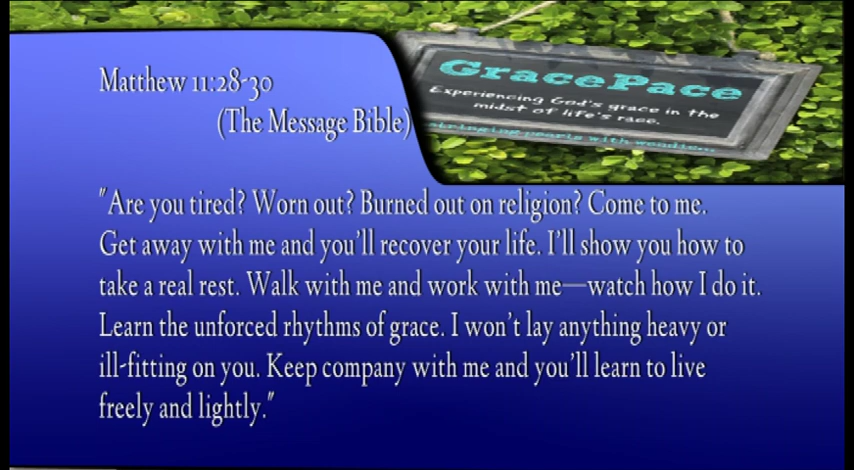 Matthew 11:28-30
(The Message Bible)
GracePace
Experiencing God's grace in the
midst of life's race.
stringing pearls with wendi
"Are you tired? Worn out? Burned out on religion? Come to me.
Get away with me and you'll recover your life. I'll show you how to
take a real rest. Walk with me and work with me—watch how I do it.
Learn the unforced rhythms of grace. I won't lay anything heavy or
ill-fitting on you. Keep company with me and you'll learn to live
freely and lightly."